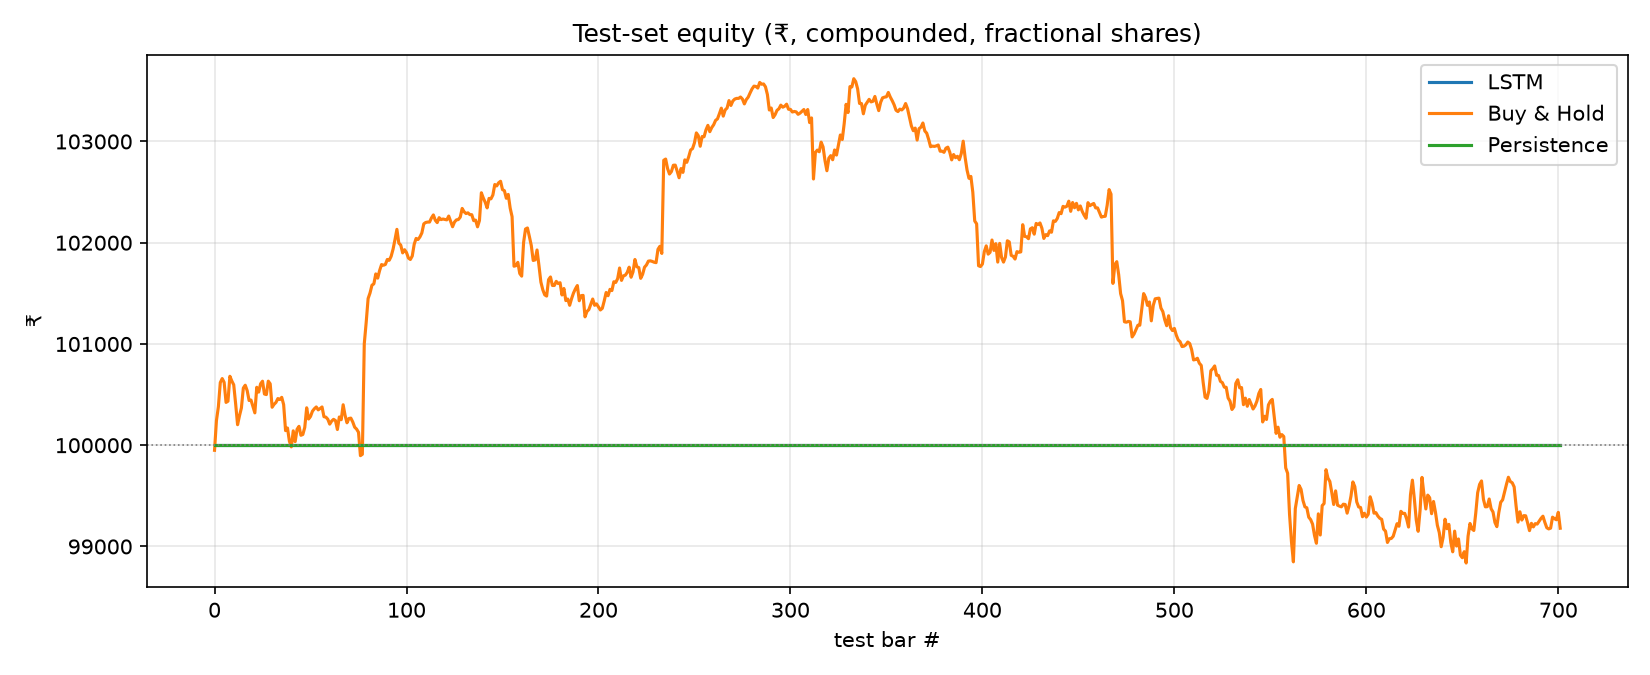 Test-set equity (₹, compounded, fractional shares)
LSTM
Buy & Hold
Persistence
₹
103000
102000
101000
100000
99000
0 100 200 300 400 500 600 700
test bar #